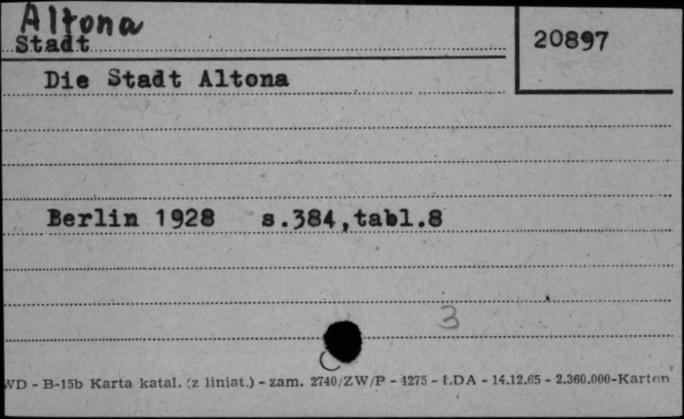 Altona
Stadt
20897
Die Stadt Altona
Berlin 1928 s.384,tabl.8
3
WD - B-15b Karta katal. (z liniat.) - zam. 2740/ZW/P - 4275 - ŁDA - 14.12.65 - 2.360.000-Karton